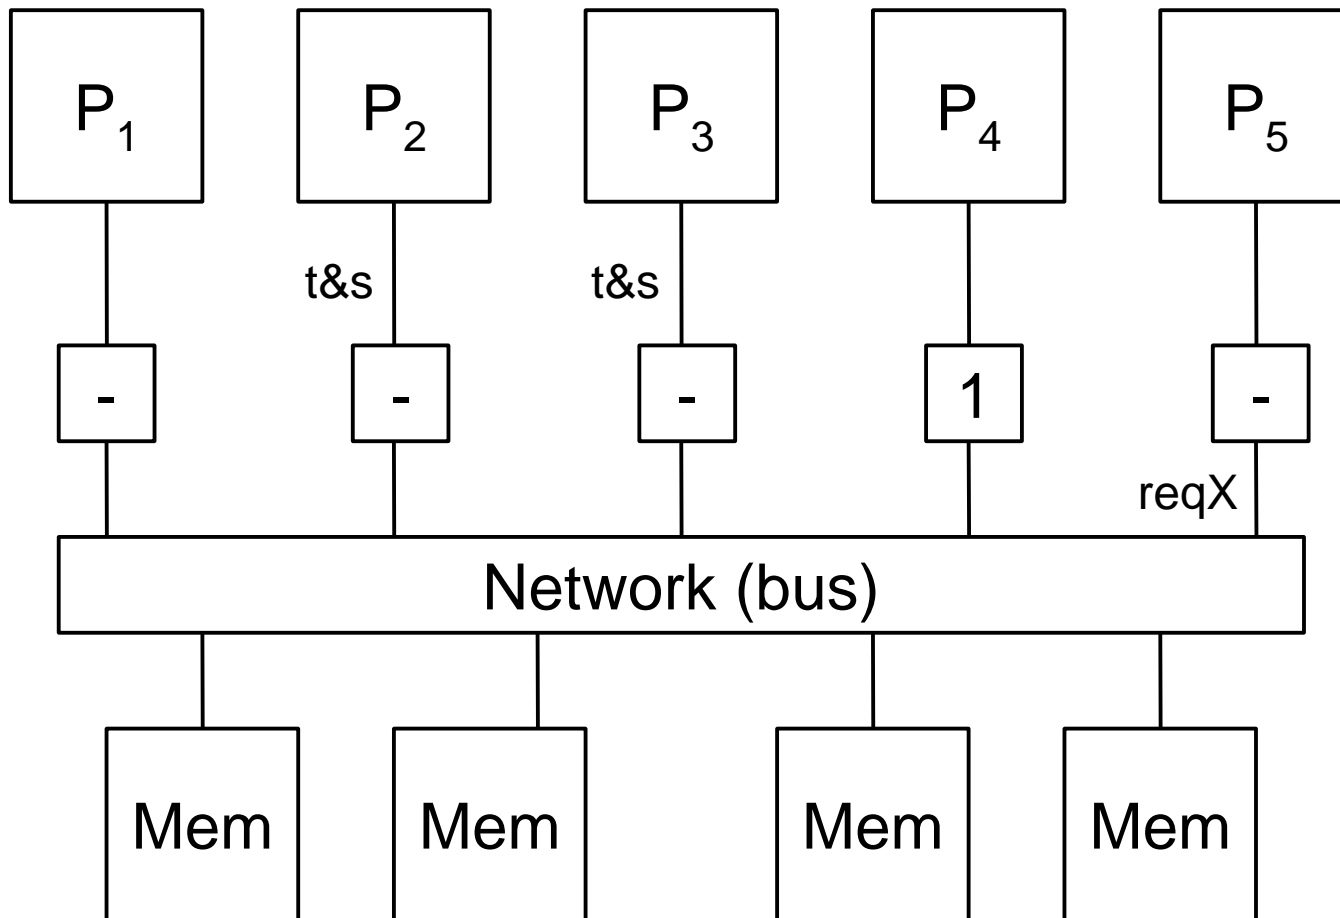 P1 P2 P3 P4 P5
t&s t&s
- - - 1 -
reqX
Network (bus)
Mem Mem Mem Mem